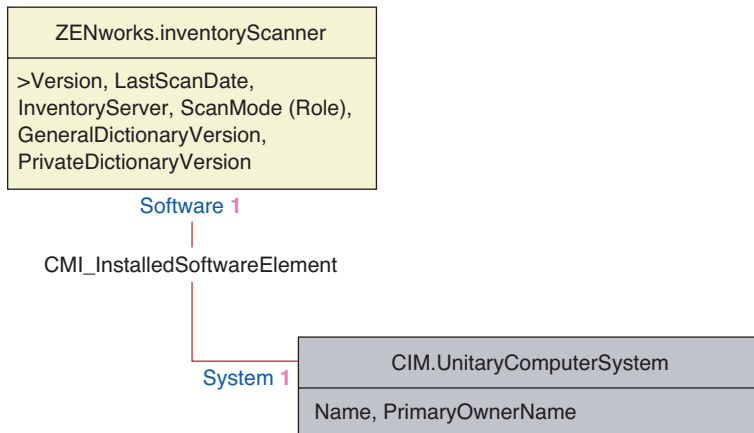 ZENworks.inventoryScanner
>Version, LastScanDate,
InventoryServer, ScanMode (Role),
GeneralDictionaryVersion,
PrivateDictionaryVersion
Software 1
CMI_InstalledSoftwareElement
System 1
CIM.UnitaryComputerSystem
Name, PrimaryOwnerName